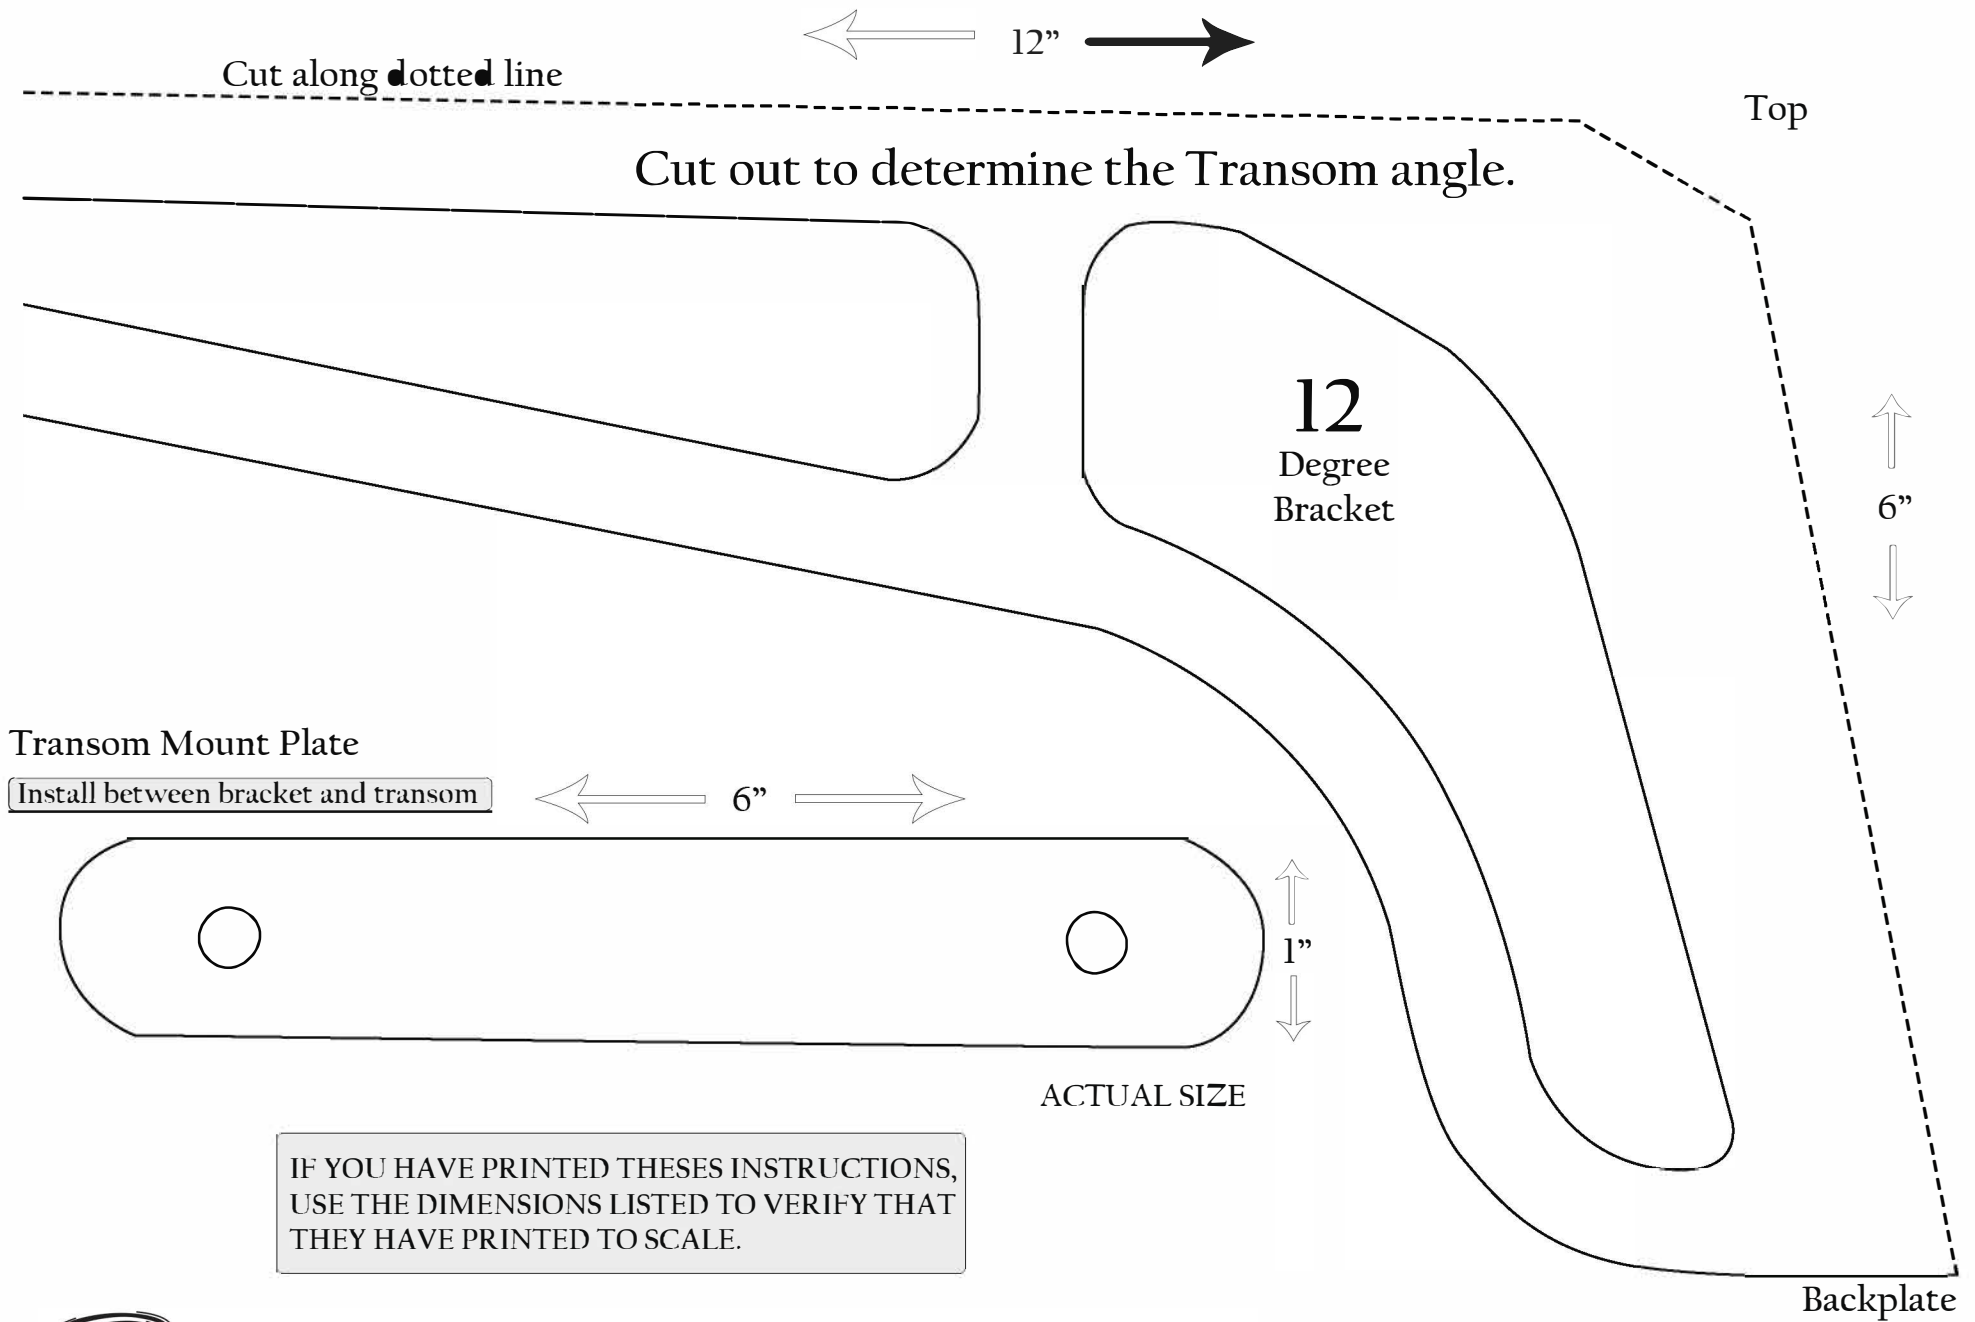 12”
Cut along dotted line
Top
Cut out to determine the Transom angle.
12
Degree
Bracket
6”
Transom Mount Plate
Install between bracket and transom
6”
1”
ACTUAL SIZE
IF YOU HAVE PRINTED THESES INSTRUCTIONS,
USE THE DIMENSIONS LISTED TO VERIFY THAT
THEY HAVE PRINTED TO SCALE.
Backplate